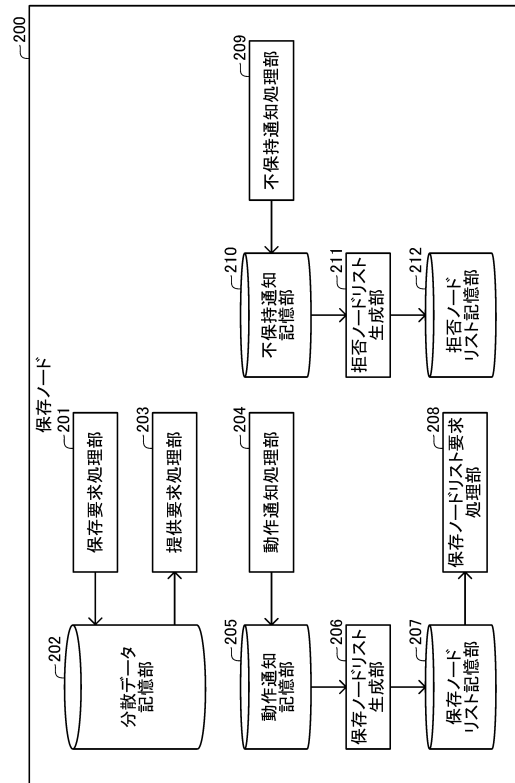 200
保存ノード
201
保存要求処理部
202
分散データ
記憶部
203
提供要求処理部
204
動作通知処理部
205
動作通知
記憶部
206
保存ノードリスト
生成部
207
保存ノード
リスト記憶部
208
保存ノードリスト要求
処理部
209
不保持通知処理部
210
不保持通知
記憶部
211
拒否ノードリスト
生成部
212
拒否ノード
リスト記憶部